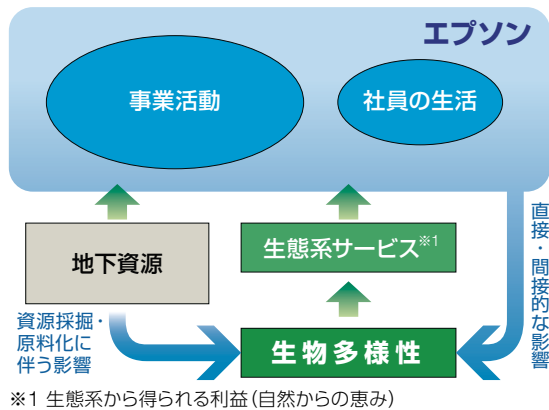 エプソン
事業活動
社員の生活
地下資源
生態系サービス※1
直接・間接的な影響
資源採掘・
原料化に
伴う影響
生物多様性
※1 生態系から得られる利益(自然からの恵み)